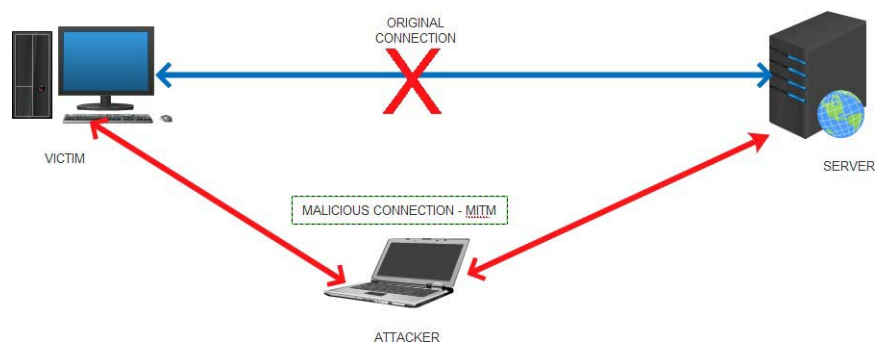 ORIGINAL
CONNECTION
VICTIM
SERVER
MALICIOUS CONNECTION - MITM
ATTACKER